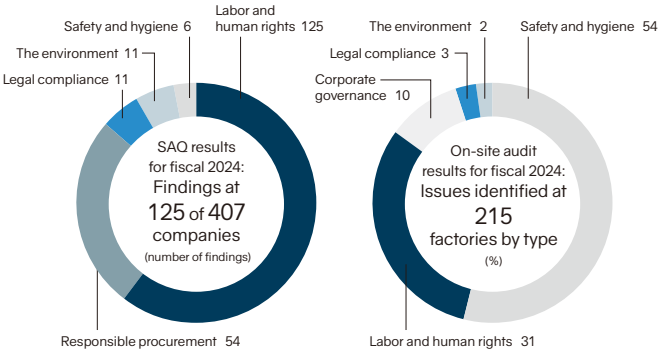 Labor and
human rights 125
Safety and hygiene 6
The environment 11
Legal compliance 11
SAQ results
for fiscal 2024:
Findings at
125 of 407
companies
(number of findings)
Responsible procurement 54
The environment 2
Safety and hygiene 54
Legal compliance 3
Corporate
governance 10
On-site audit
results for fiscal 2024:
Issues identified at
215
factories by type
(%)
Labor and human rights 31